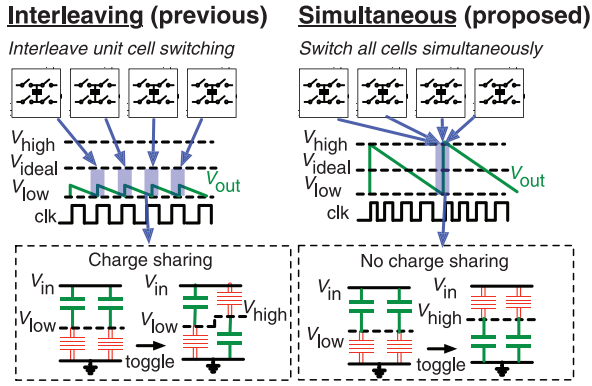 Interleaving (previous)
Interleave unit cell switching
Vhigh
Videal
Vlow
Vout
clk
Charge sharing
Vin
Vlow
toggle
Vin
Vlow
Vhigh
Simultaneous (proposed)
Switch all cells simultaneously
Vhigh
Videal
Vlow
Vout
clk
No charge sharing
Vin
Vlow
toggle
Vin
Vhigh